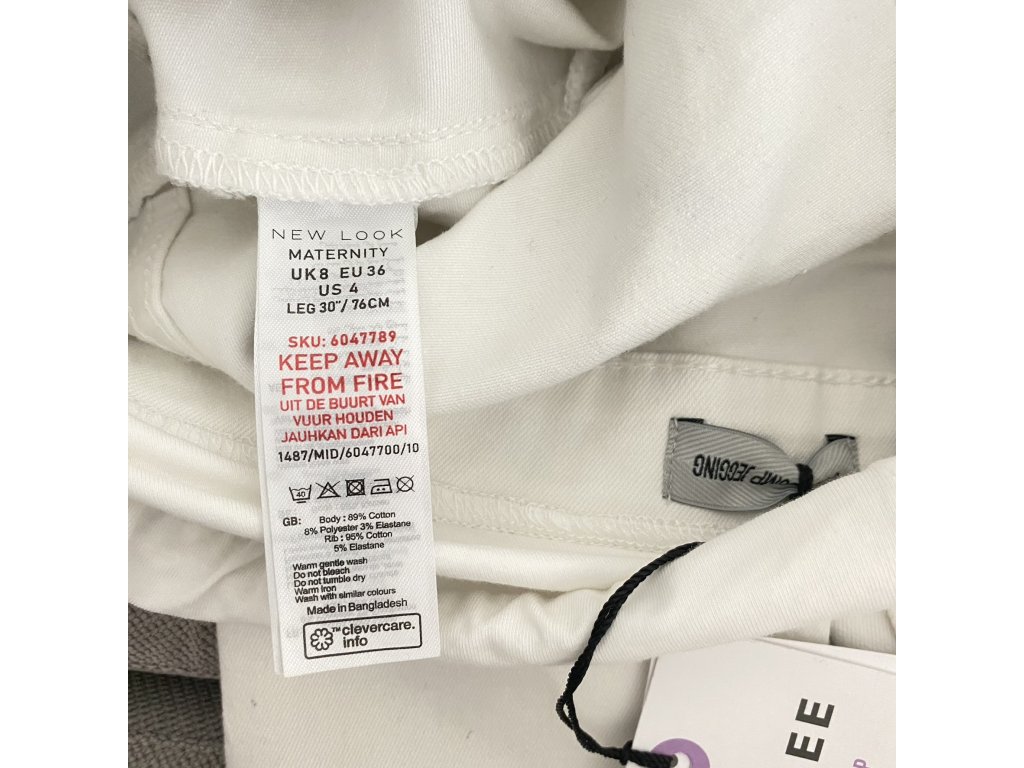 NEW LOOK
MATERNITY
UK8 EU 36
US 4
LEG 30"/ 76CM
SKU: 6047789
KEEP AWAY
FROM FIRE
UIT DE BUURT VAN
VUUR HOUDEN
JAUHKAN DARI API
1487/MID/6047700/10
40
GB: Body : 89% Cotton
8% Polyester 3% Elastane
Rib : 95% Cotton
5% Elastane
Warm gentle wash
Do not bleach
Do not tumble dry
Warm iron
Wash with similar colours
Made in Bangladesh
™clevercare.
info
JEGGING
EE